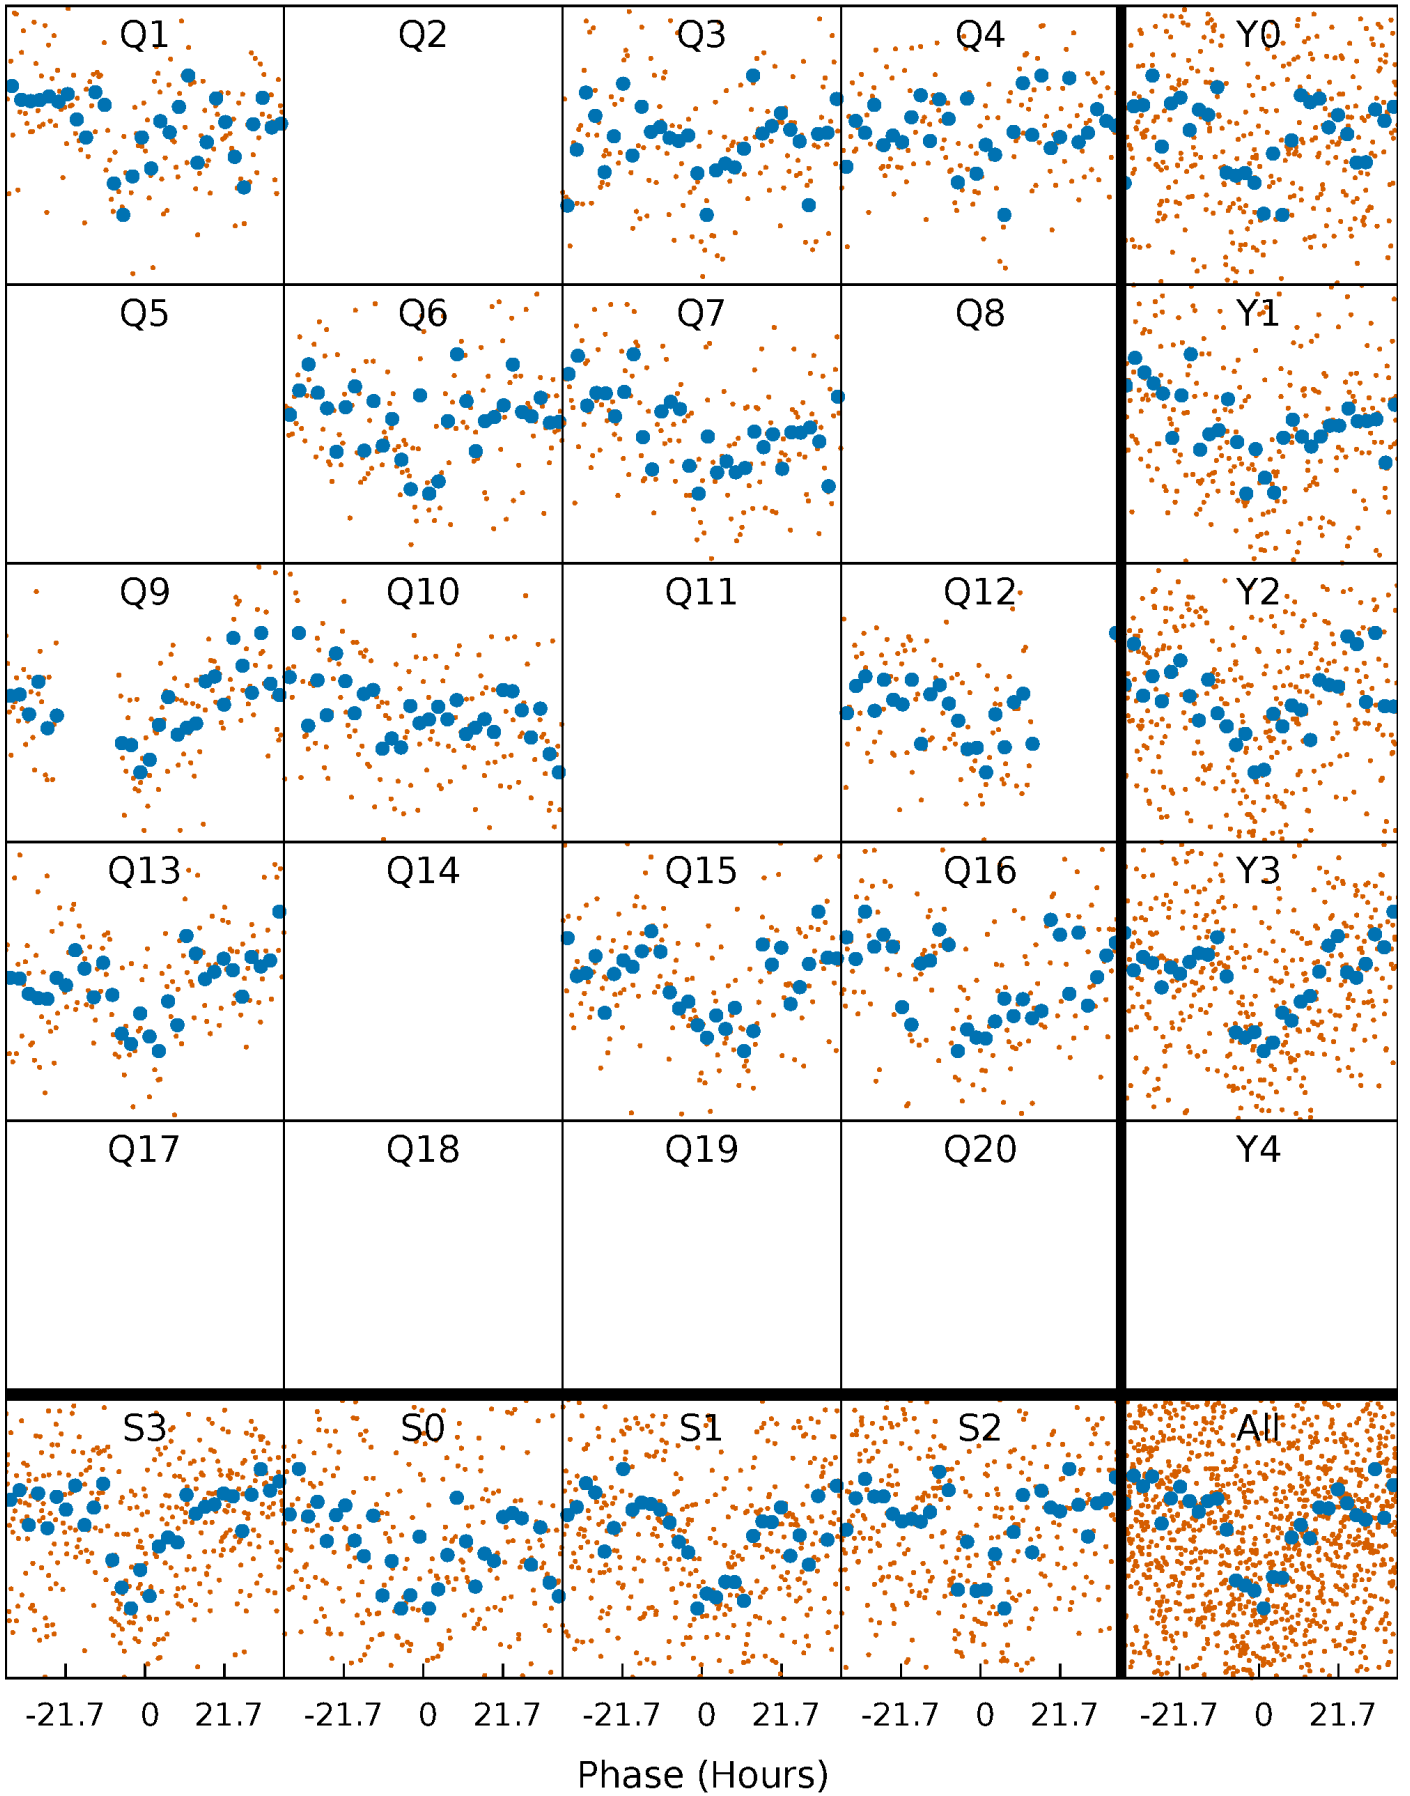 Q1 Q2 Q3 Q4 Y0
Q5 Q6 Q7 Q8 Y1
Q9 Q10 Q11 Q12 Y2
Q13 Q14 Q15 Q16 Y3
Q17 Q18 Q19 Q20 Y4
S3 S0 S1 S2 All
-21.7 0 21.7 -21.7 0 21.7 -21.7 0 21.7 -21.7 0 21.7 -21.7 0 21.7
Phase (Hours)